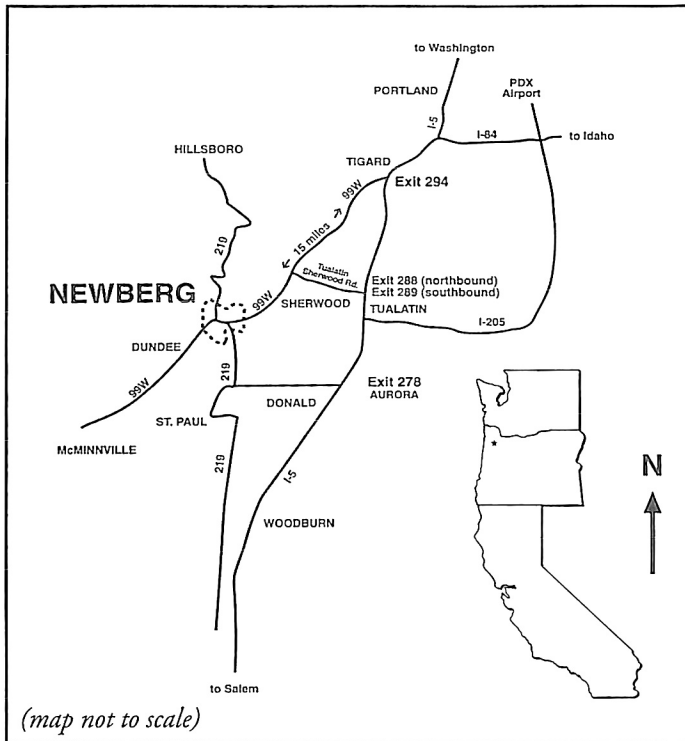 to Washington
PORTLAND
PDX
Airport
I-5
I-84
to Idaho
HILLSBORO
TIGARD
99W
Exit 294
219
15 miles
Tualatin
Sherwood Rd.
NEWBERG
99W
SHERWOOD
Exit 288 (northbound)
Exit 289 (southbound)
TUALATIN
I-205
DUNDEE
99W
219
Exit 278
AURORA
DONALD
ST. PAUL
McMINNVILLE
219
I-5
WOODBURN
N
to Salem
(map not to scale)